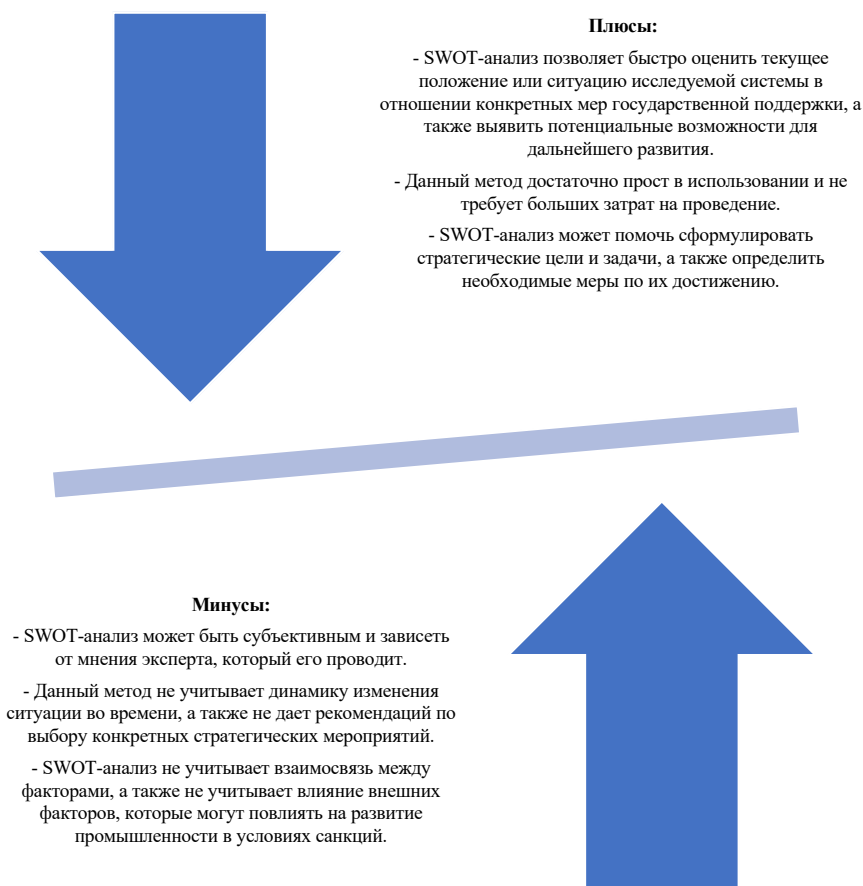 Плюсы:
- SWOT-анализ позволяет быстро оценить текущее
положение или ситуацию исследуемой системы в
отношении конкретных мер государственной поддержки, а
также выявить потенциальные возможности для
дальнейшего развития.
- Данный метод достаточно прост в использовании и не
требует больших затрат на проведение.
- SWOT-анализ может помочь сформулировать
стратегические цели и задачи, а также определить
необходимые меры по их достижению.
Минусы:
- SWOT-анализ может быть субъективным и зависеть
от мнения эксперта, который его проводит.
- Данный метод не учитывает динамику изменения
ситуации во времени, а также не дает рекомендаций по
выбору конкретных стратегических мероприятий.
- SWOT-анализ не учитывает взаимосвязь между
факторами, а также не учитывает влияние внешних
факторов, которые могут повлиять на развитие
промышленности в условиях санкций.